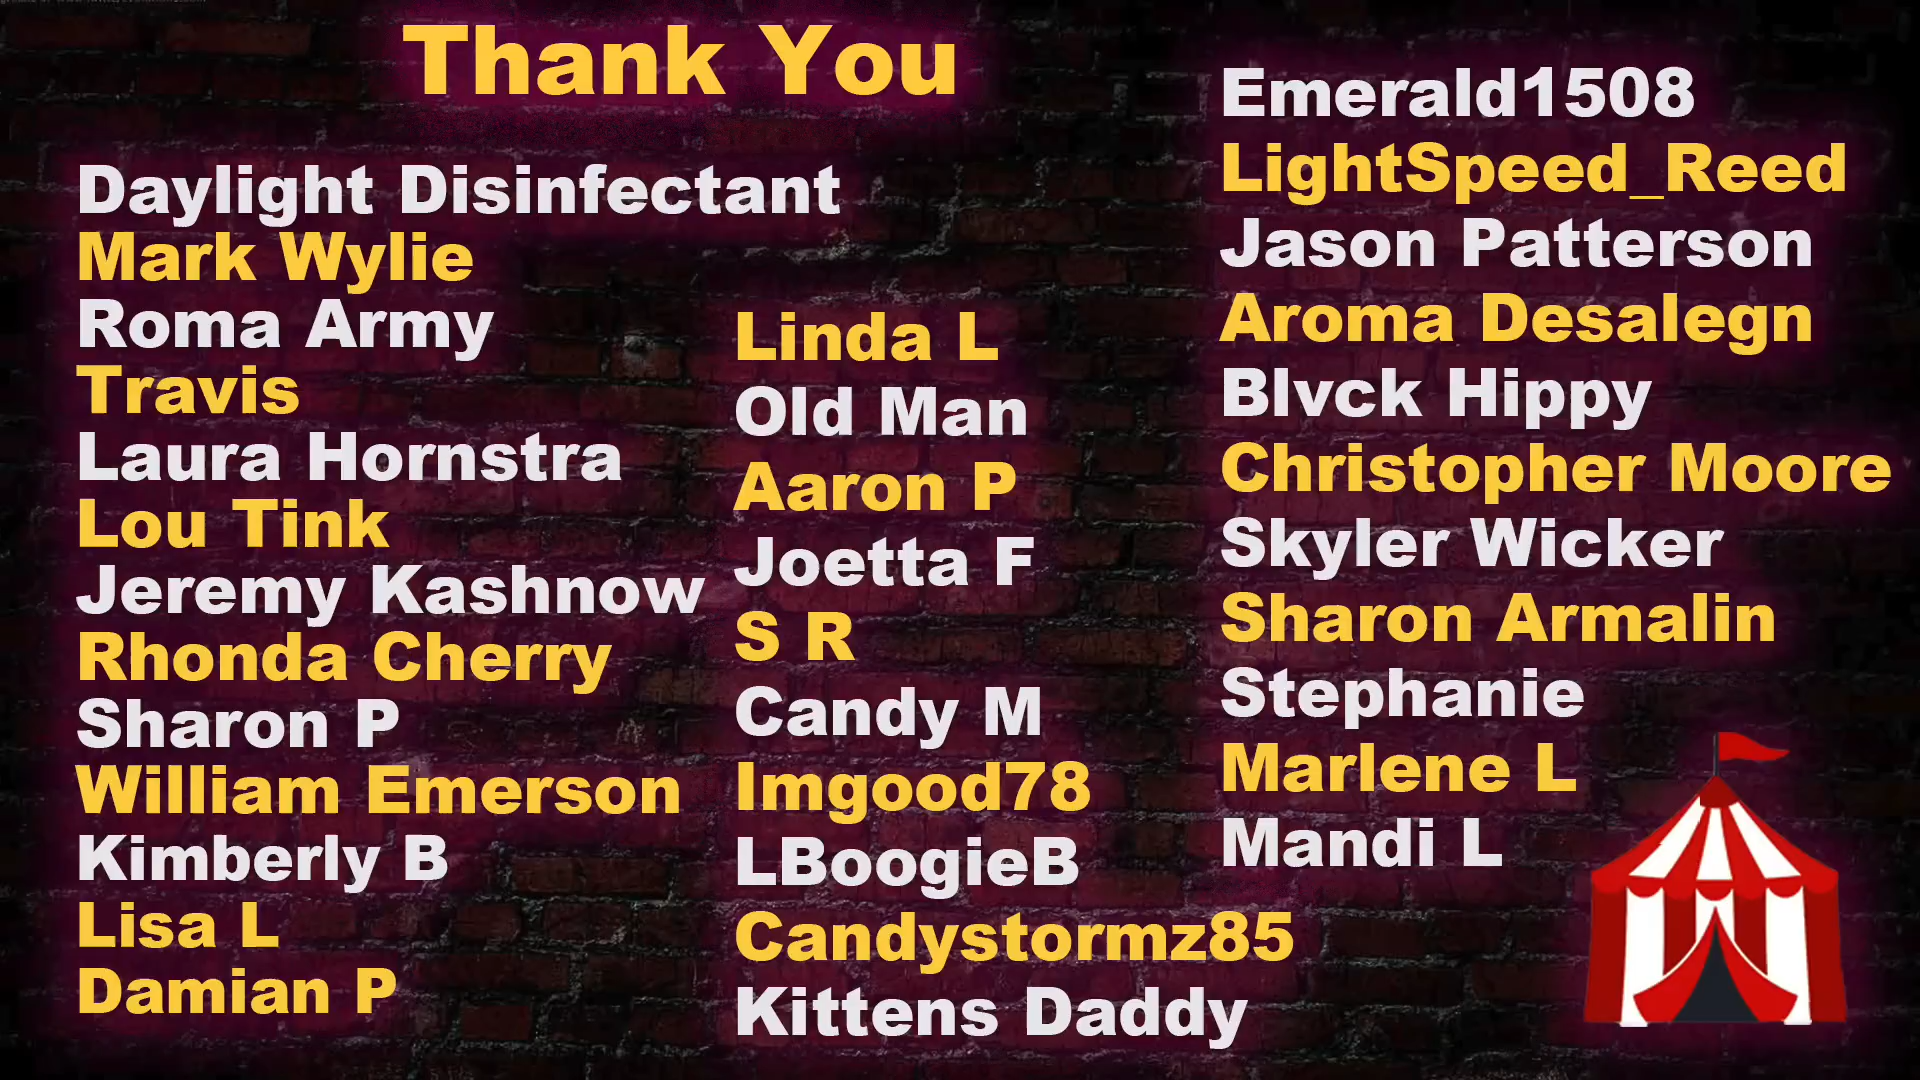 Thank You
Daylight Disinfectant
Mark Wylie
Roma Army
Travis
Laura Hornstra
Lou Tink
Jeremy Kashnow
Rhonda Cherry
Sharon P
William Emerson
Kimberly B
Lisa L
Damian P
Linda L
Old Man
Aaron P
Joetta F
S R
Candy M
Imgood78
LBoogieB
Candystormz85
Kittens Daddy
Emerald1508
LightSpeed_Reed
Jason Patterson
Aroma Desalegn
Blvck Hippy
Christopher Moore
Skyler Wicker
Sharon Armalin
Stephanie
Marlene L
Mandi L